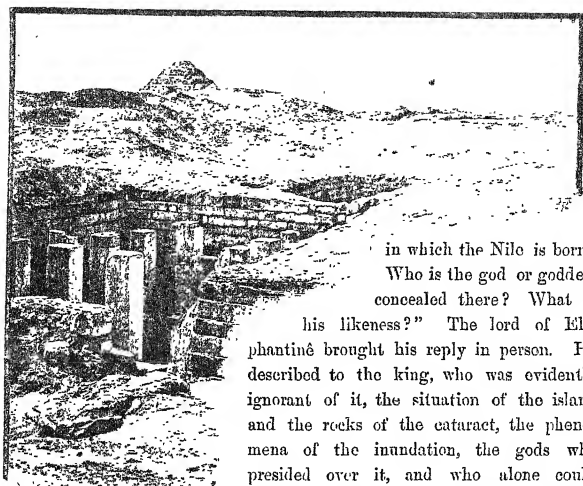 in which the Nile is born
Who is the god or godde
concealed there? What
his likeness?" The lord of El
phantinê brought his reply in person. H
described to the king, who was evident
ignorant of it, the situation of the islan
and the rocks of the cataract, the phen
mena of the inundation, the gods wh
presided over it, and who alone coul